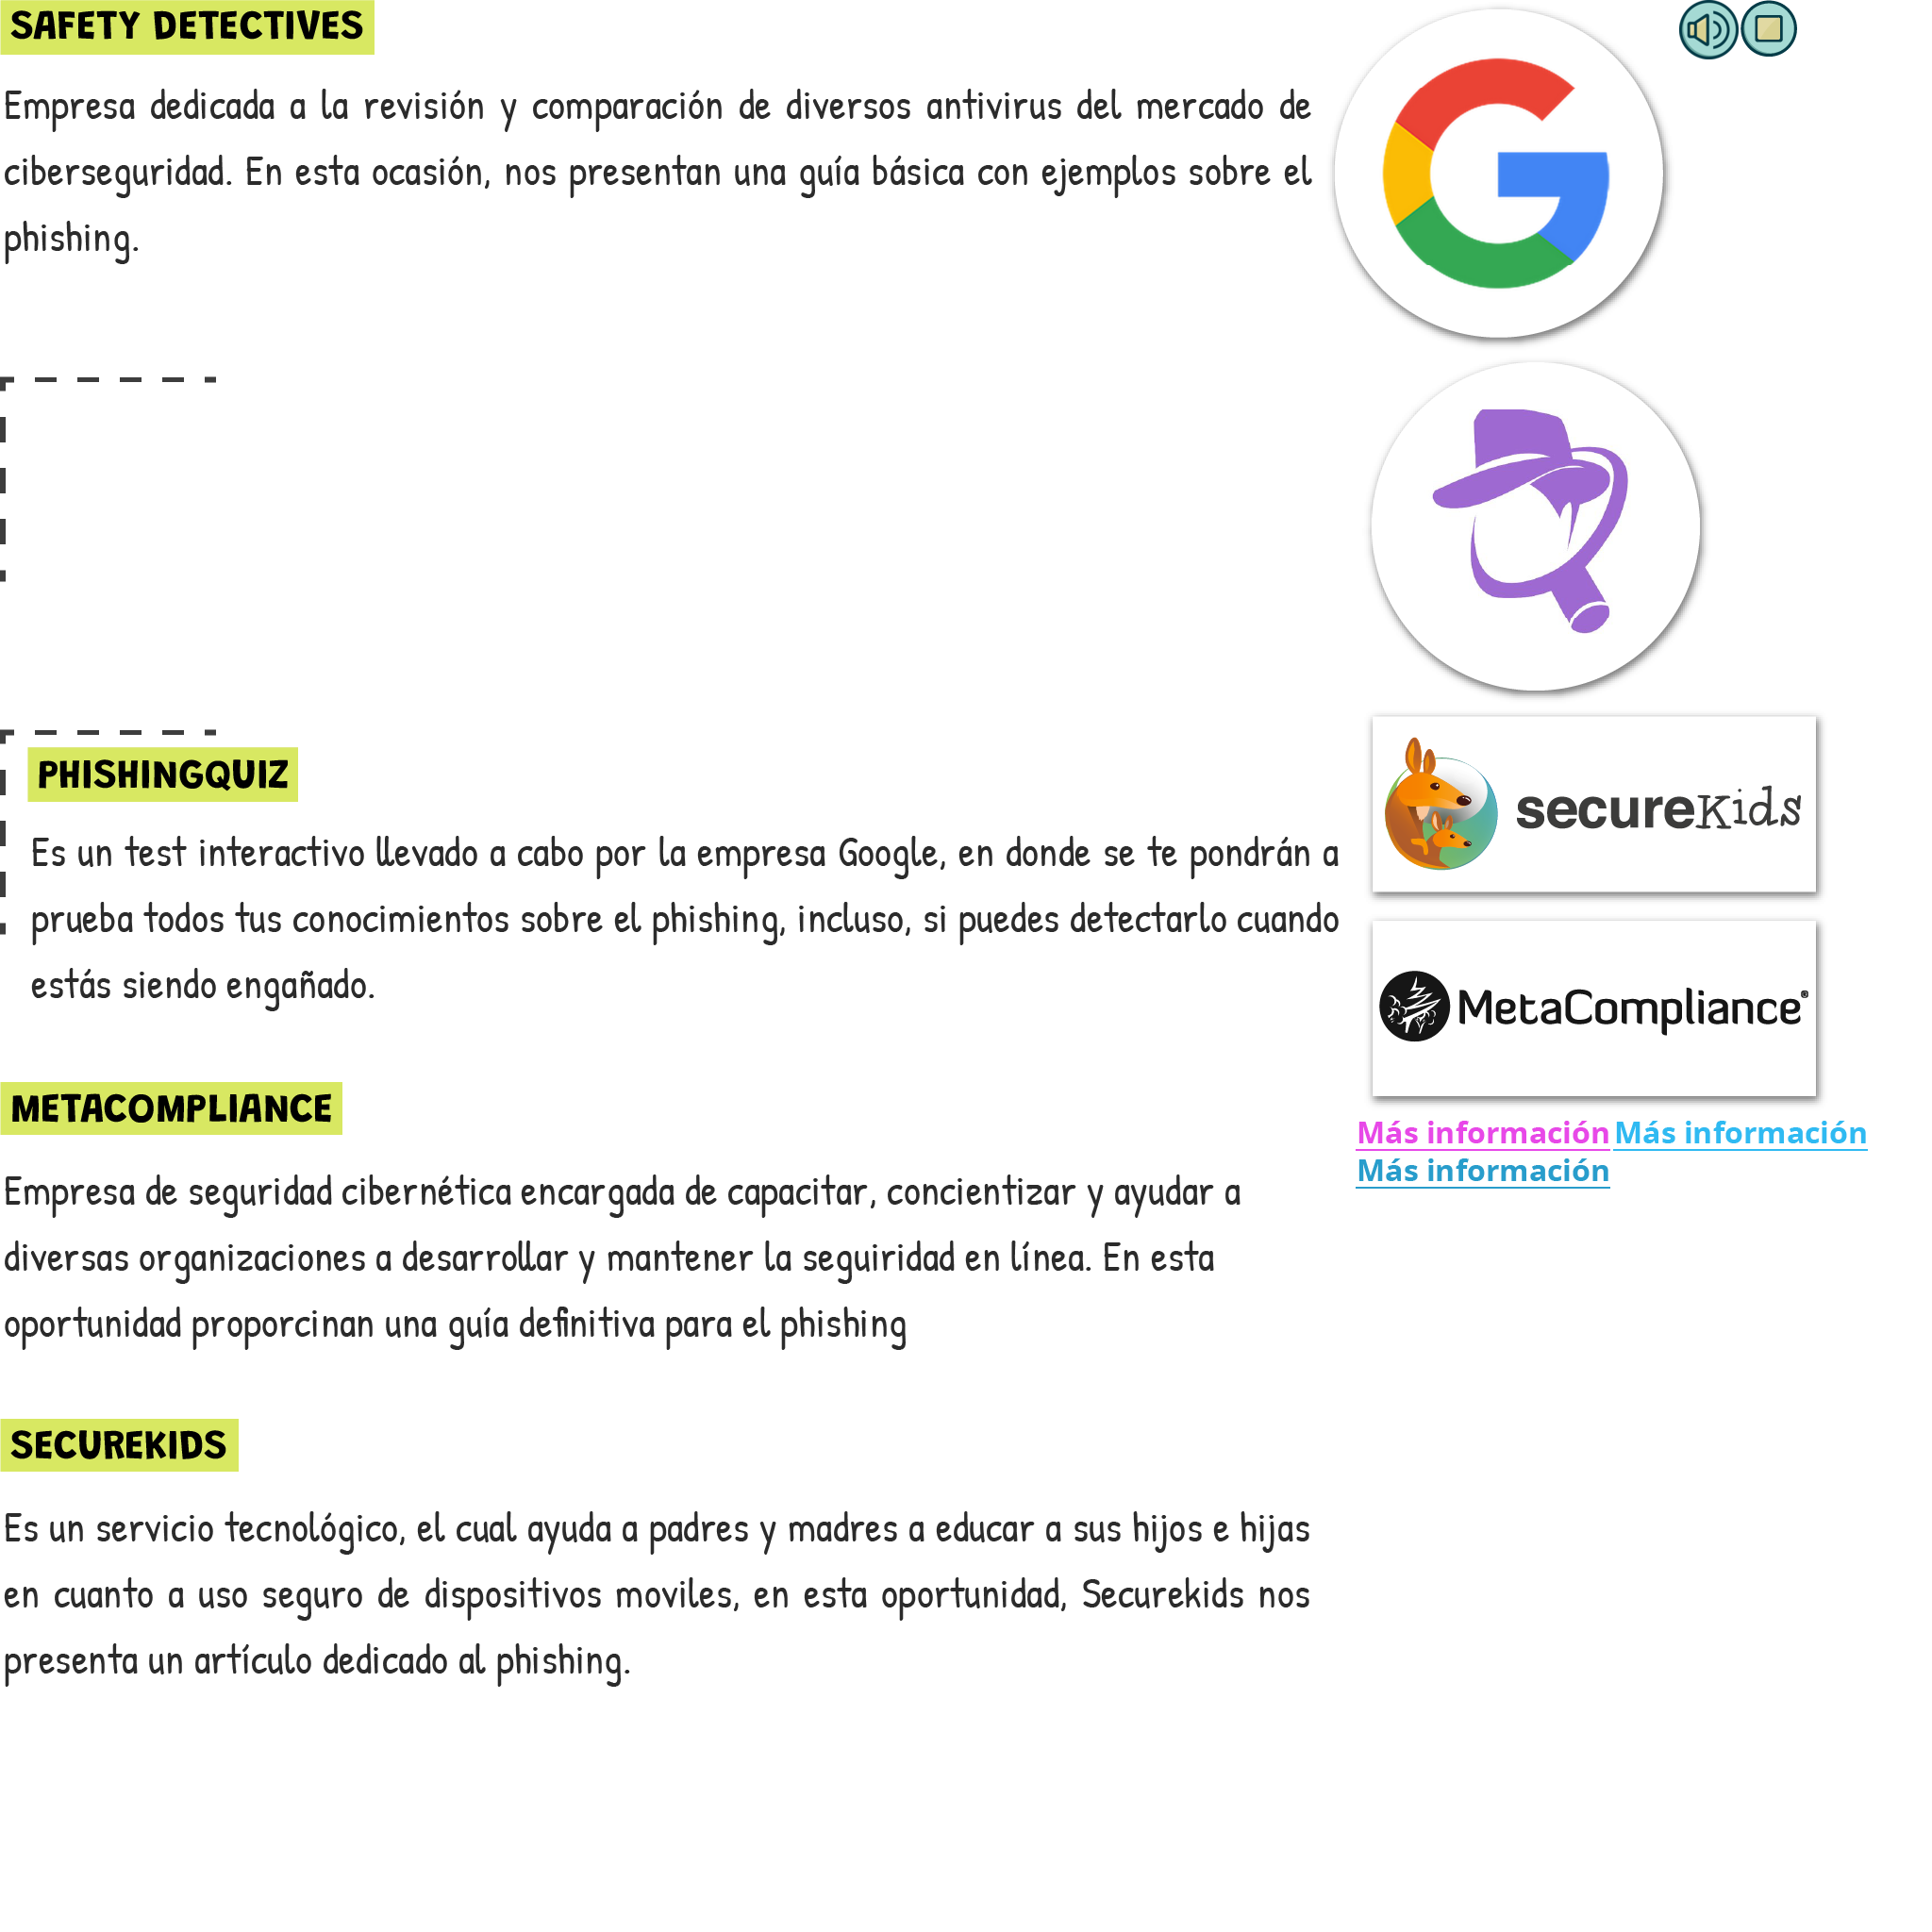 SAFETY DETECTIVES
Empresa dedicada a la revisión y comparación de diversos antivirus del mercado de
ciberseguridad. En esta ocasión, nos presentan una guía básica con ejemplos sobre el
phishing.
PHISHINGQUIZ
Es un test interactivo llevado a cabo por la empresa Google, en donde se te pondrán a
prueba todos tus conocimientos sobre el phishing, incluso, si puedes detectarlo cuando
estás siendo engañado.
METACOMPLIANCE
Empresa de seguridad cibernética encargada de capacitar, concientizar y ayudar a
diversas organizaciones a desarrollar y mantener la seguiridad en línea. En esta
oportunidad proporcinan una guía definitiva para el phishing
SECUREKIDS
Es un servicio tecnológico, el cual ayuda a padres y madres a educar a sus hijos e hijas
en cuanto a uso seguro de dispositivos moviles, en esta oportunidad, Securekids nos
presenta un artículo dedicado al phishing.
G
securekids
MetaCompliance®
Más información Más información
Más información